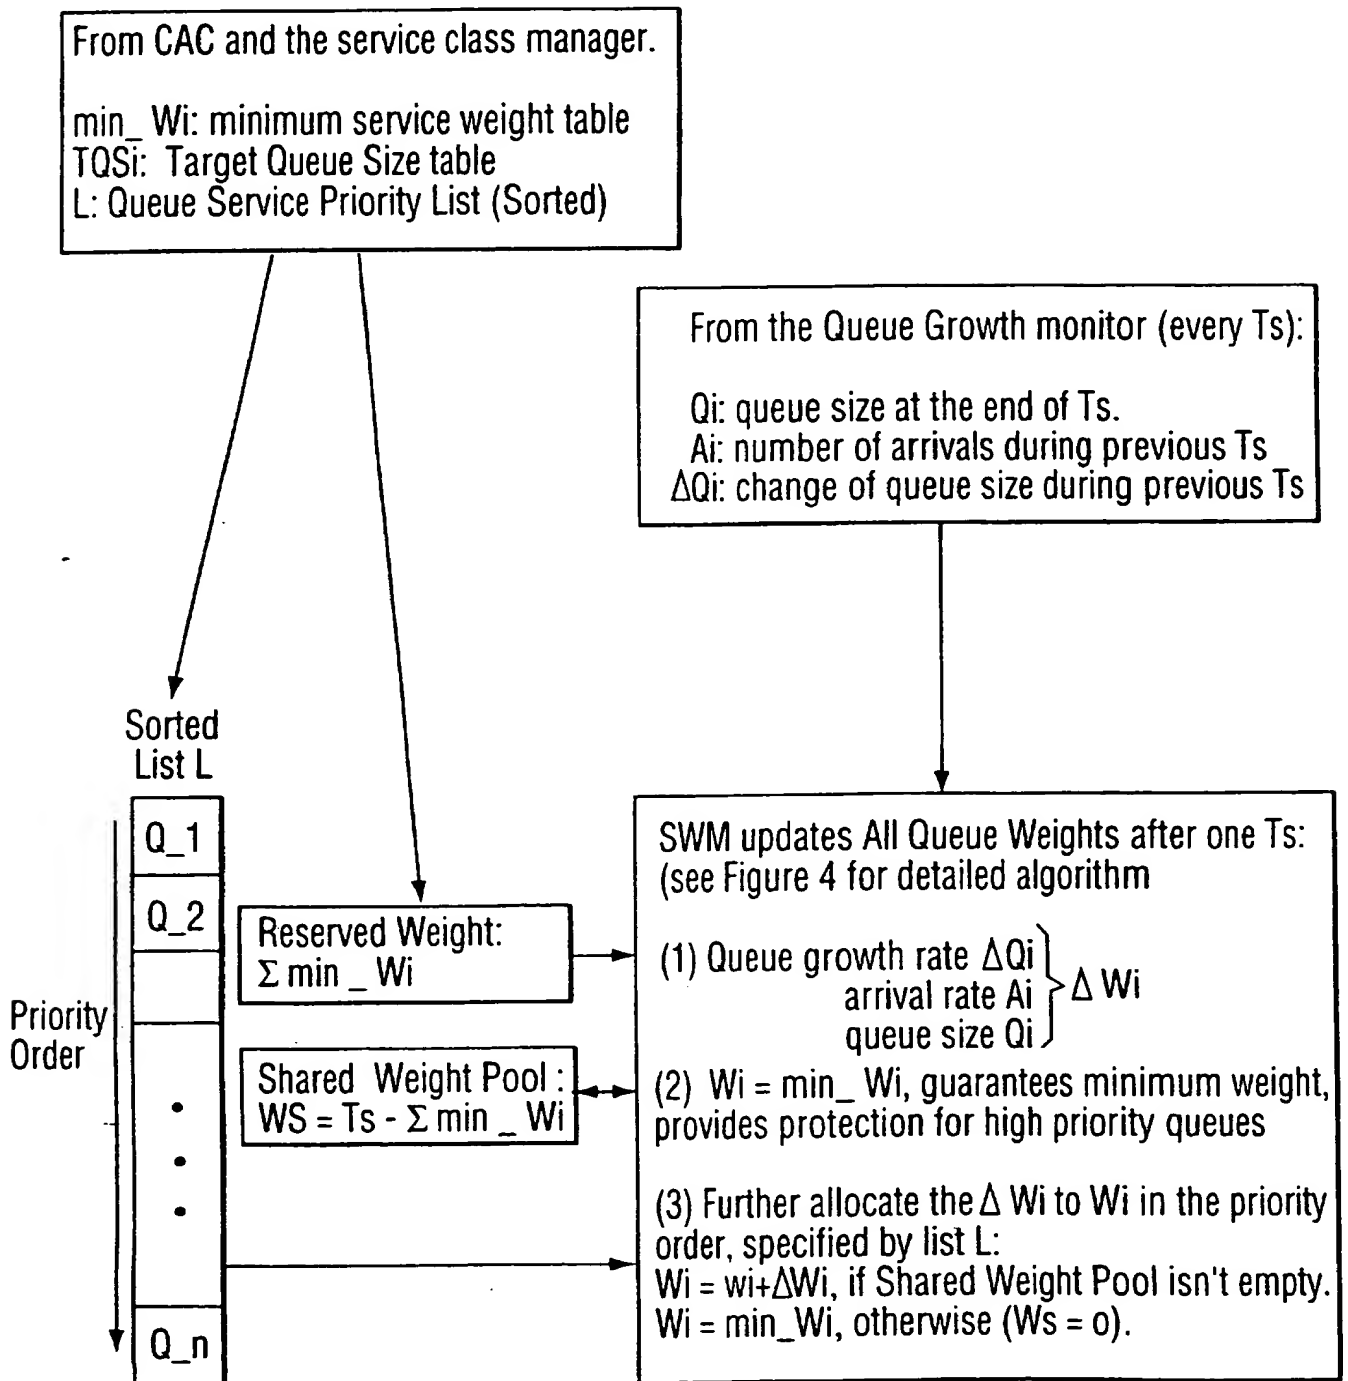 From CAC and the service class manager.
min_ Wi: minimum service weight table
TQSi: Target Queue Size table
L: Queue Service Priority List (Sorted)
From the Queue Growth monitor (every Ts):
Qi: queue size at the end of Ts.
Ai: number of arrivals during previous Ts
ΔQi: change of queue size during previous Ts
Sorted
List L
Q_1
Q_2
Q_n
Priority
Order
Reserved Weight:
Σ min _ Wi
Shared Weight Pool :
WS = Ts - Σ min _ Wi
SWM updates All Queue Weights after one Ts:
(see Figure 4 for detailed algorithm
(1) Queue growth rate ΔQi
arrival rate Ai
queue size Qi
Δ Wi
(2) Wi = min_ Wi, guarantees minimum weight,
provides protection for high priority queues
(3) Further allocate the Δ Wi to Wi in the priority
order, specified by list L:
Wi = wi+ΔWi, if Shared Weight Pool isn't empty.
Wi = min_Wi, otherwise (Ws = o).